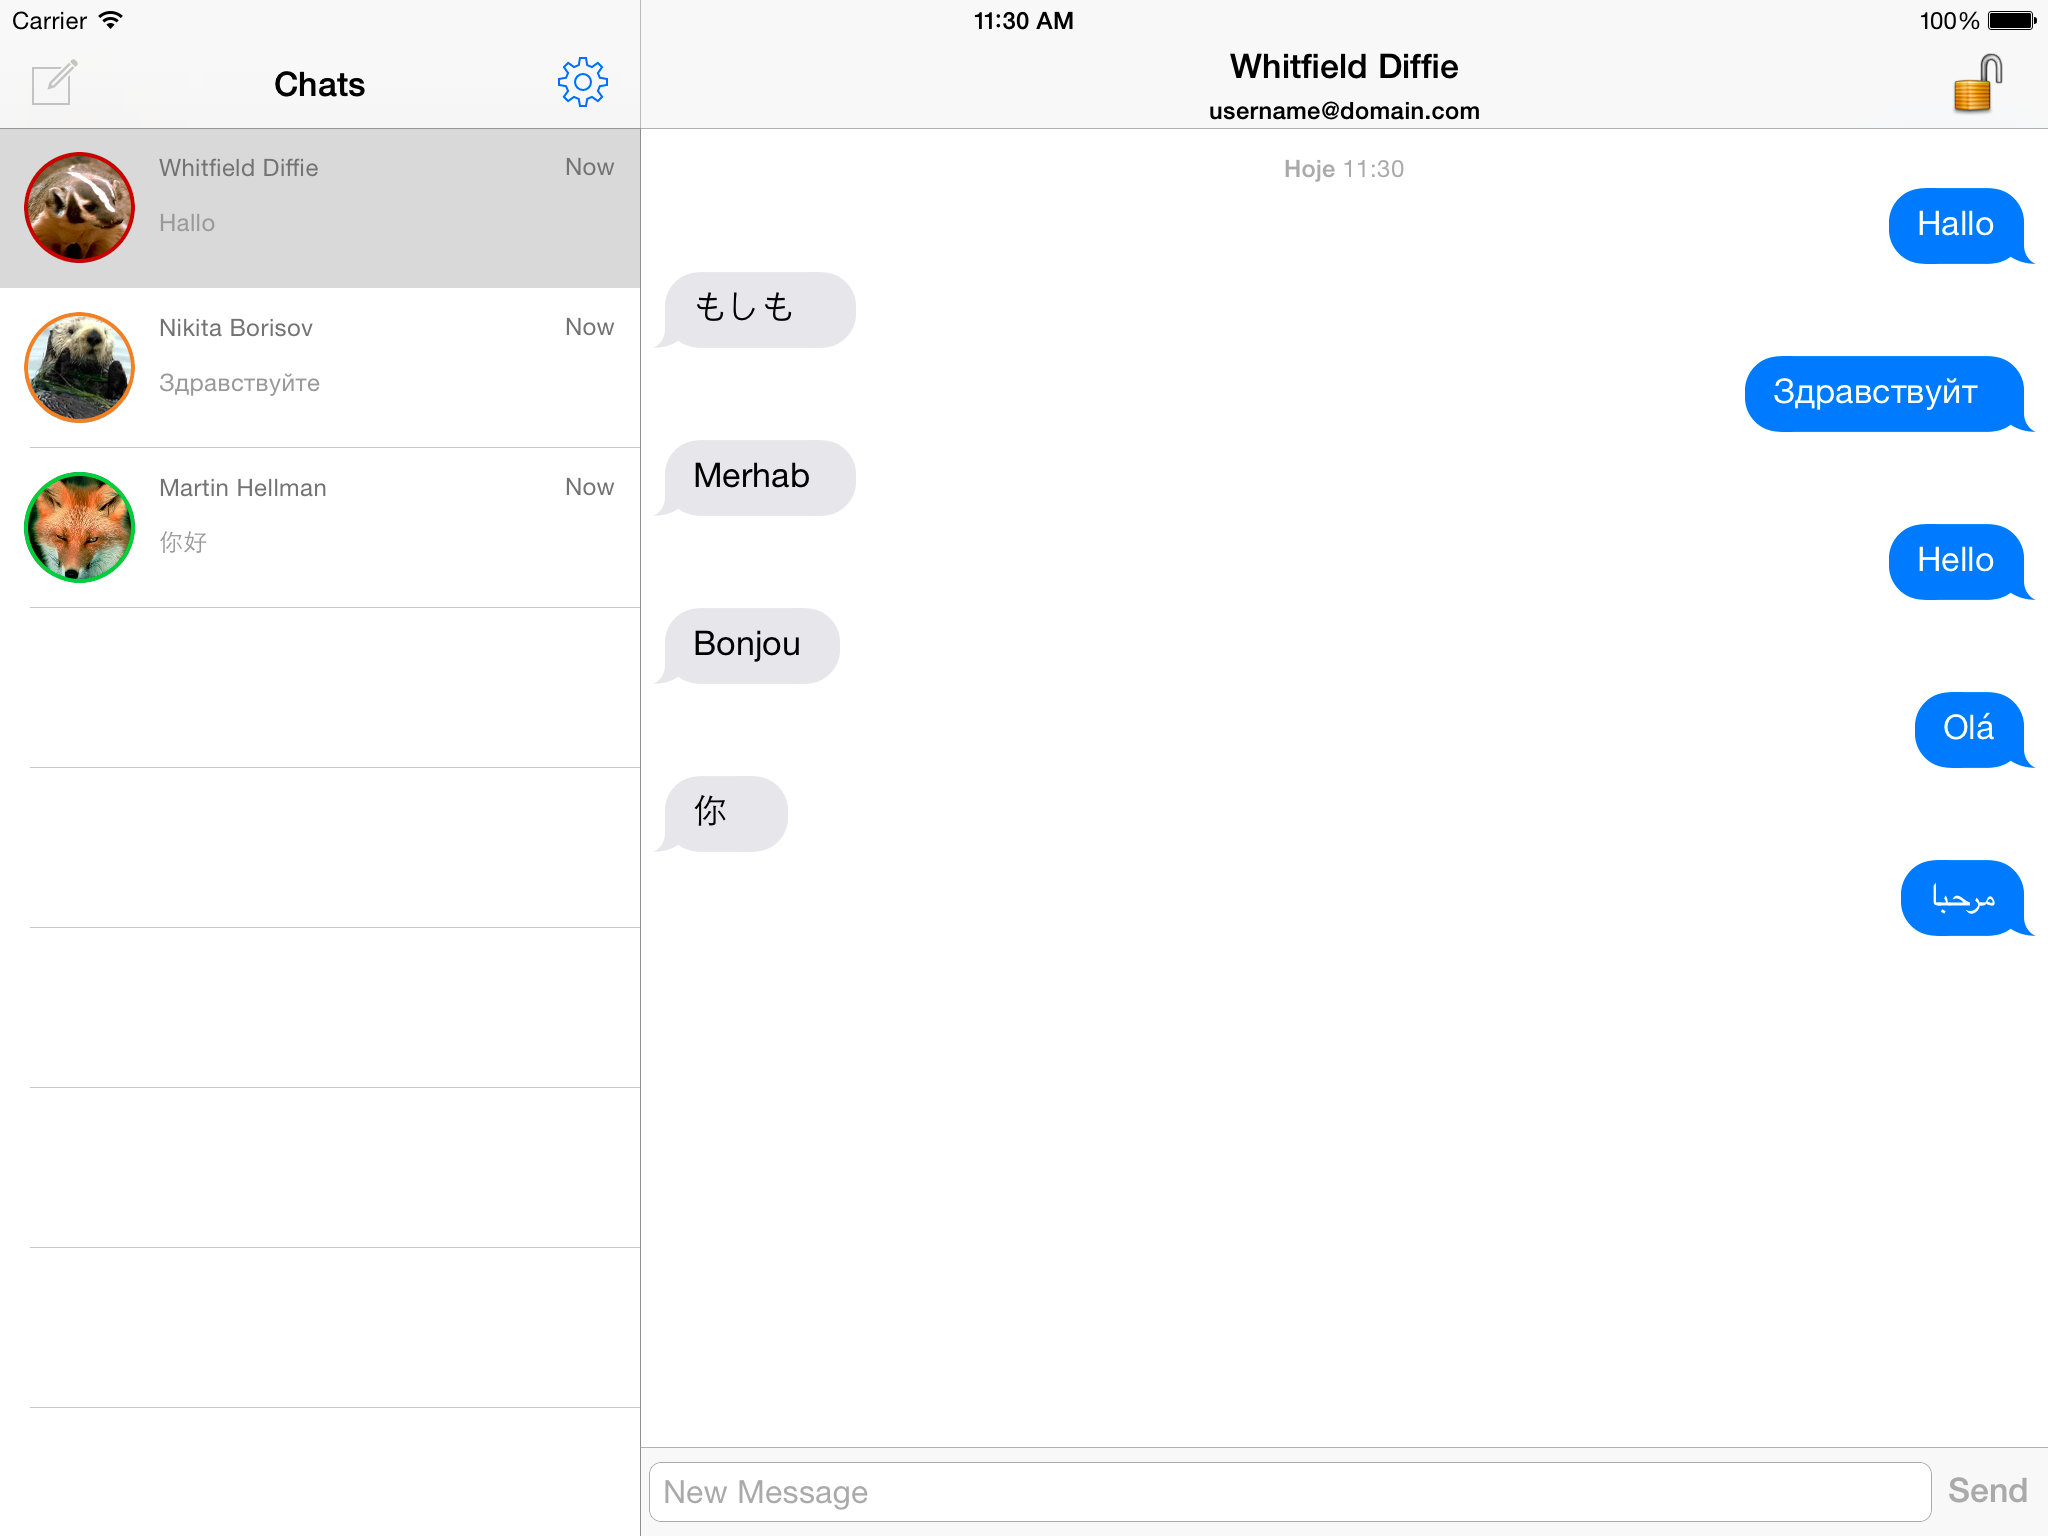 Carrier
11:30 AM
100%
Chats
Whitfield Diffie
username@domain.com
Whitfield Diffie
Now
Hallo
Nikita Borisov
Now
Здравствуйте
Martin Hellman
Now
你好
Hoje 11:30
Hallo
もしも
Здравствуйт
Merhab
Hello
Bonjou
Olá
你
مرحبا
New Message
Send